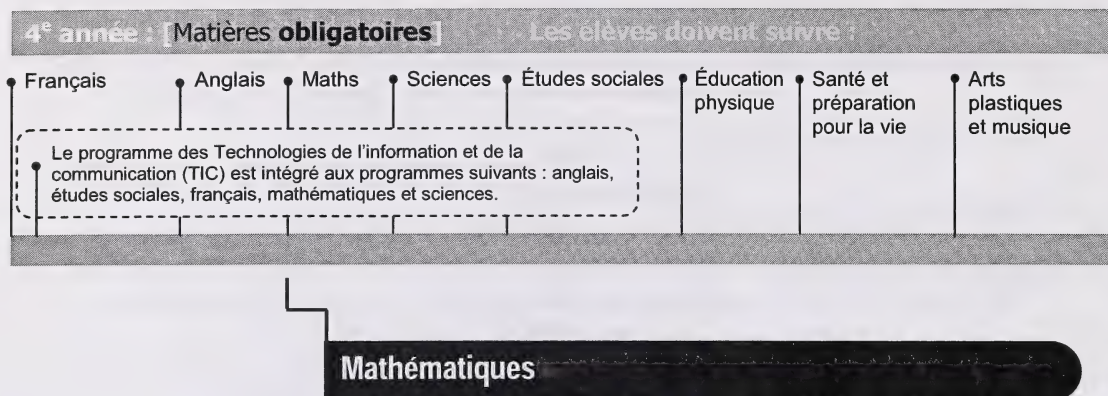 4e année : [Matières obligatoires] Les élèves doivent suivre :
Français Anglais Maths Sciences Études sociales Éducation physique Santé et préparation pour la vie Arts plastiques et musique
Le programme des Technologies de l'information et de la
communication (TIC) est intégré aux programmes suivants : anglais,
études sociales, français, mathématiques et sciences.
Mathématiques